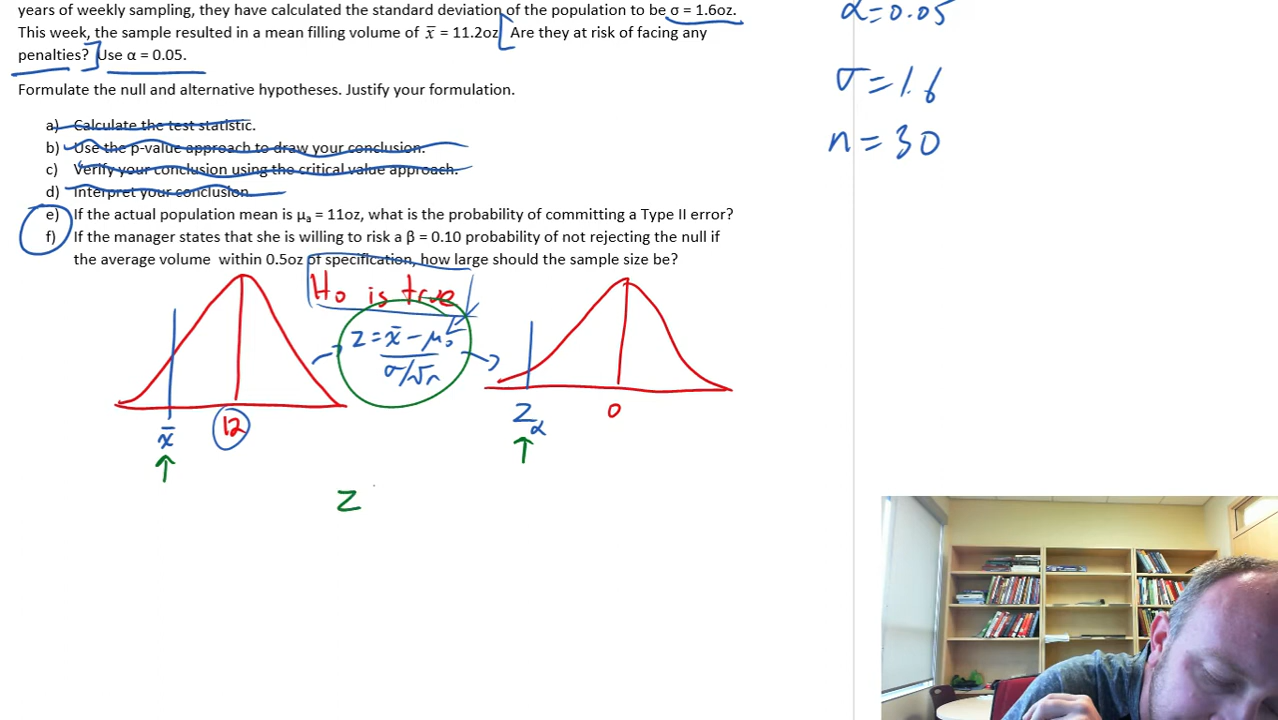 years of weekly sampling, they have calculated the standard deviation of the population to be σ = 1.6oz.
This week, the sample resulted in a mean filling volume of x̄ = 11.2oz. Are they at risk of facing any
penalties? Use α = 0.05.
Formulate the null and alternative hypotheses. Justify your formulation.
a) Calculate the test statistic.
b) Use the p-value approach to draw your conclusion.
c) Verify your conclusion using the critical value approach.
d) Interpret your conclusion
e) If the actual population mean is μₐ = 11oz, what is the probability of committing a Type II error?
f) If the manager states that she is willing to risk a β = 0.10 probability of not rejecting the null if
the average volume within 0.5oz of specification, how large should the sample size be?
α = 0.05
σ = 1.6
n = 30
H₀ is true
z = x̄ − μ₀
σ/√n
x̄
12
Zα
0
Z